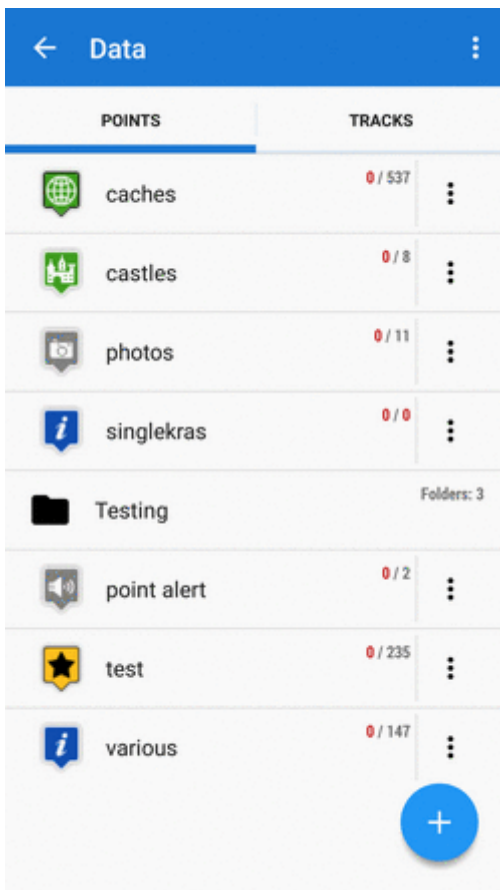 Data
POINTS TRACKS
caches 0 / 537
castles 0 / 8
photos 0 / 11
singlekras 0 / 0
Testing Folders: 3
point alert 0 / 2
test 0 / 235
various 0 / 147